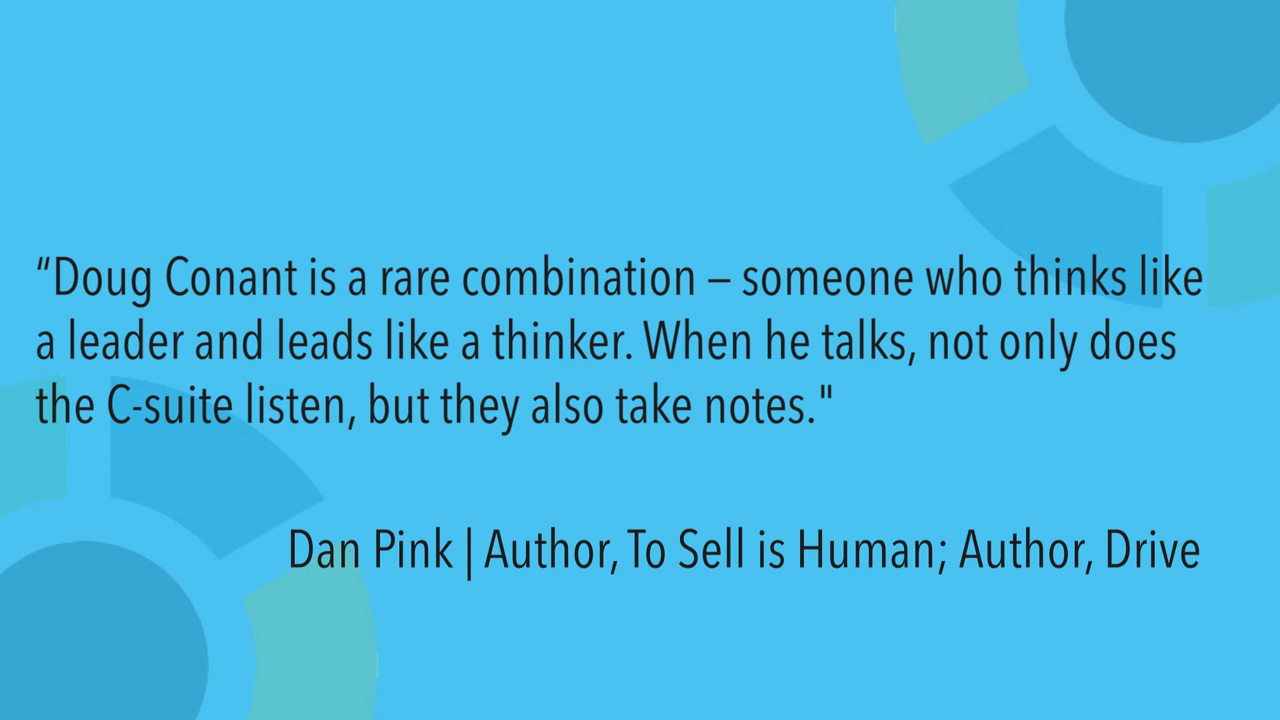 “Doug Conant is a rare combination – someone who thinks like
a leader and leads like a thinker. When he talks, not only does
the C-suite listen, but they also take notes."
Dan Pink | Author, To Sell is Human; Author, Drive